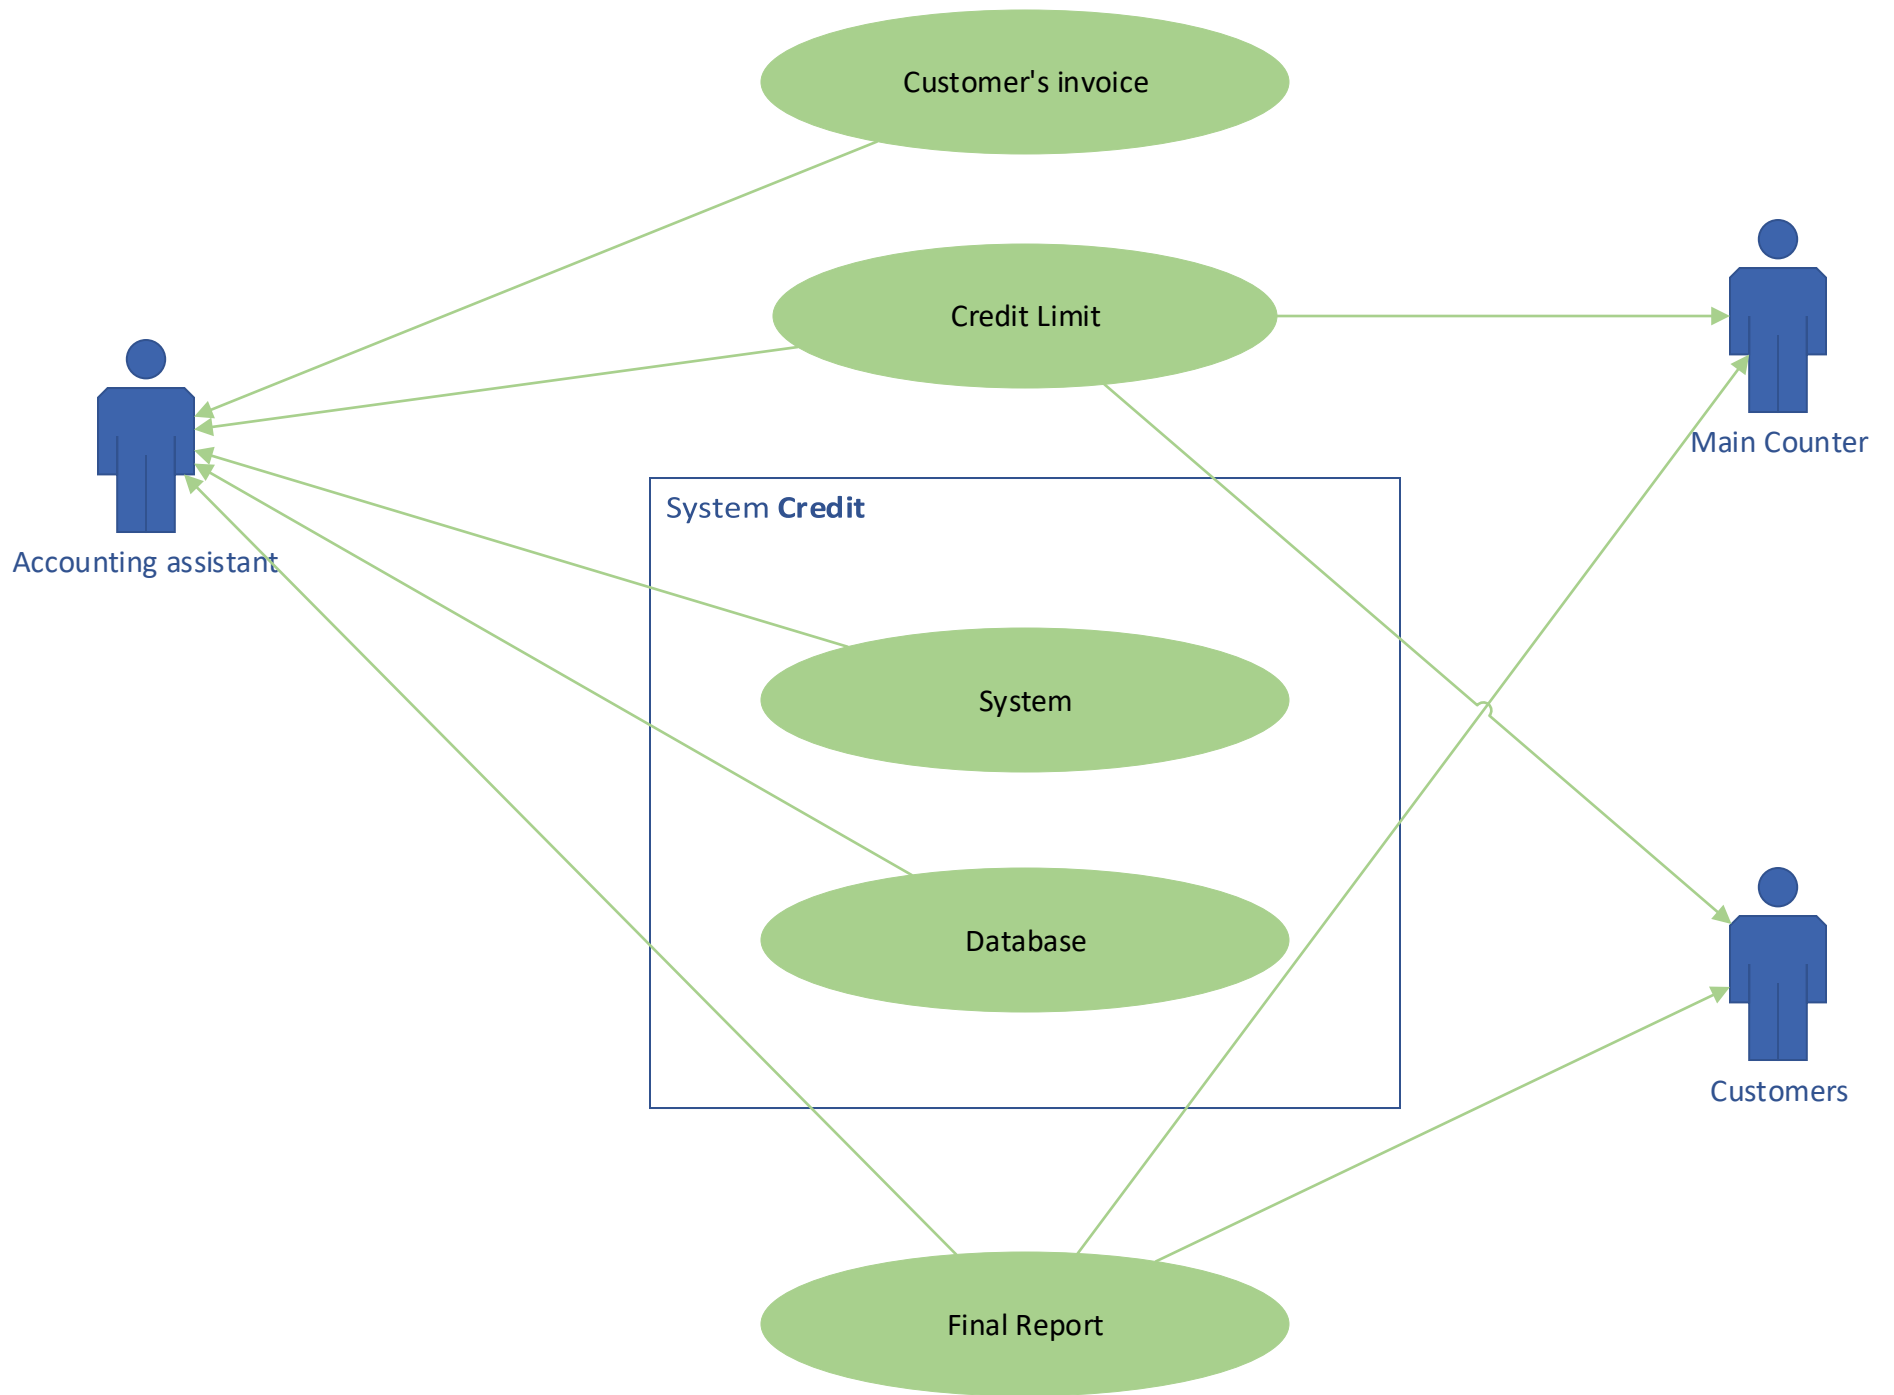 Customer's invoice
Credit Limit
Main Counter
System Credit
Accounting assistant
System
Database
Customers
Final Report